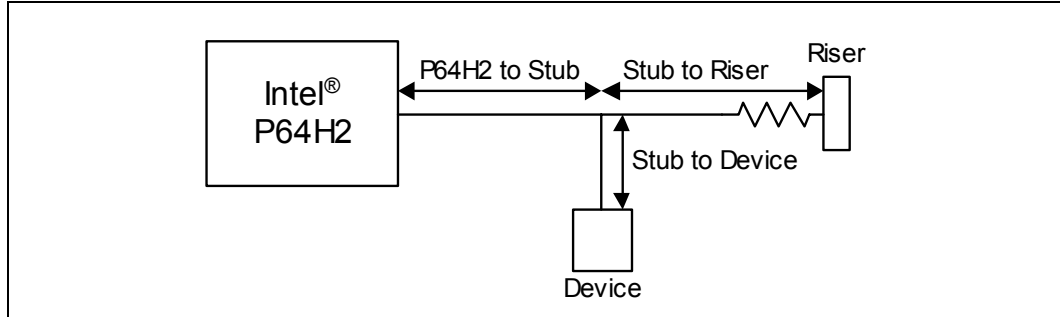 Riser
P64H2 to Stub
Stub to Riser
Intel®
P64H2
Stub to Device
Device